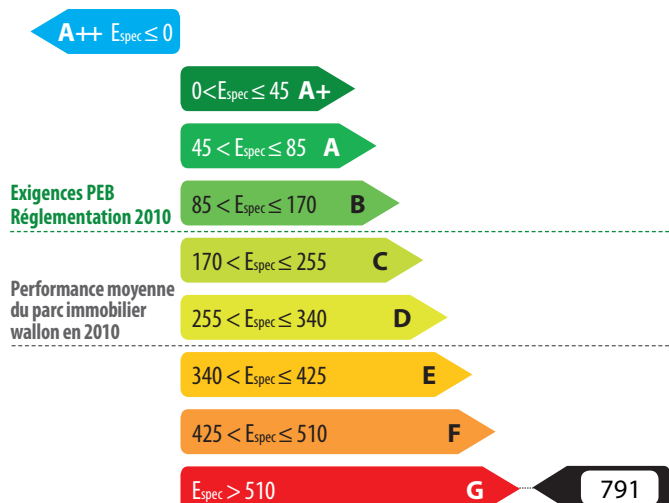 A++ Espec ≤ 0
0<Espec ≤ 45 A+
45 < Espec ≤ 85 A
Exigences PEB
Réglementation 2010
85 < Espec ≤ 170 B
170 < Espec ≤ 255 C
Performance moyenne
du parc immobilier
wallon en 2010
255 < Espec ≤ 340 D
340 < Espec ≤ 425 E
425 < Espec ≤ 510 F
Espec > 510 G 791